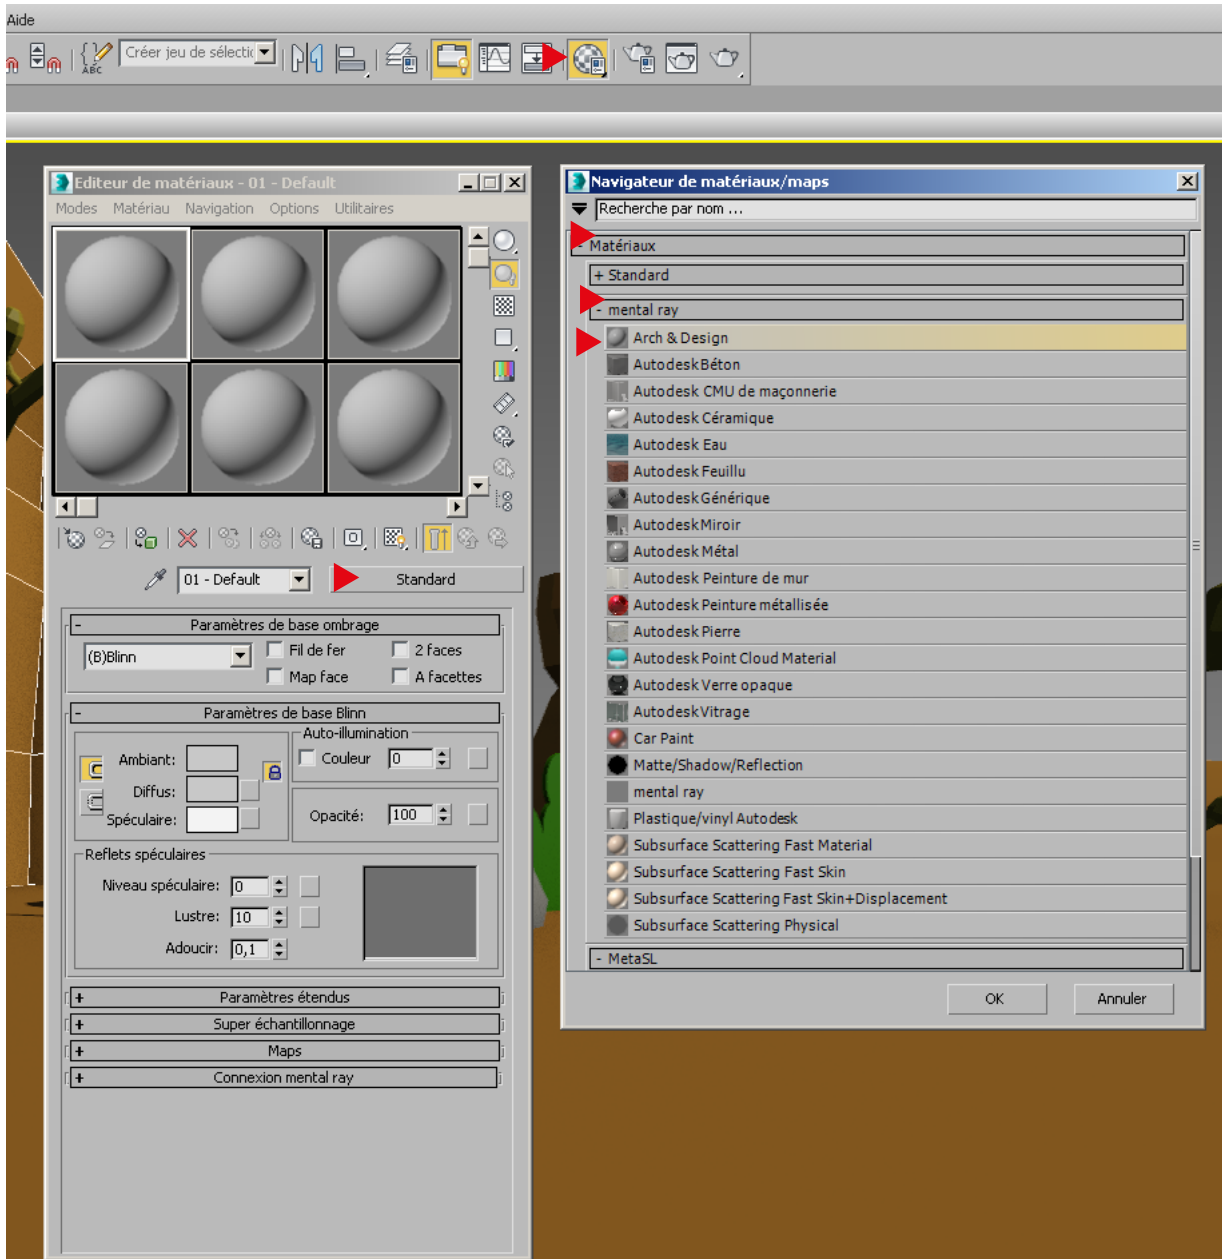 Aide
ABC
Créer jeu de sélectic
Editeur de matériaux - 01 - Default
Modes Matériau Navigation Options Utilitaires
01 - Default
Standard
- Paramètres de base ombrage
(B)Blinn
Fil de fer
2 faces
Map face
A facettes
- Paramètres de base Blinn
Auto-illumination
Ambiant:
Couleur 0
Diffus:
Spéculaire:
Opacité: 100
Reflets spéculaires
Niveau spéculaire: 0
Lustre: 10
Adoucir: 0,1
+ Paramètres étendus
+ Super échantillonnage
+ Maps
+ Connexion mental ray
Navigateur de matériaux/maps
Recherche par nom ...
- Matériaux
+ Standard
- mental ray
Arch & Design
Autodesk Béton
Autodesk CMU de maçonnerie
Autodesk Céramique
Autodesk Eau
Autodesk Feuillu
Autodesk Générique
Autodesk Miroir
Autodesk Métal
Autodesk Peinture de mur
Autodesk Peinture métallisée
Autodesk Pierre
Autodesk Point Cloud Material
Autodesk Verre opaque
Autodesk Vitrage
Car Paint
Matte/Shadow/Reflection
mental ray
Plastique/vinyl Autodesk
Subsurface Scattering Fast Material
Subsurface Scattering Fast Skin
Subsurface Scattering Fast Skin+Displacement
Subsurface Scattering Physical
- MetaSL
OK
Annuler